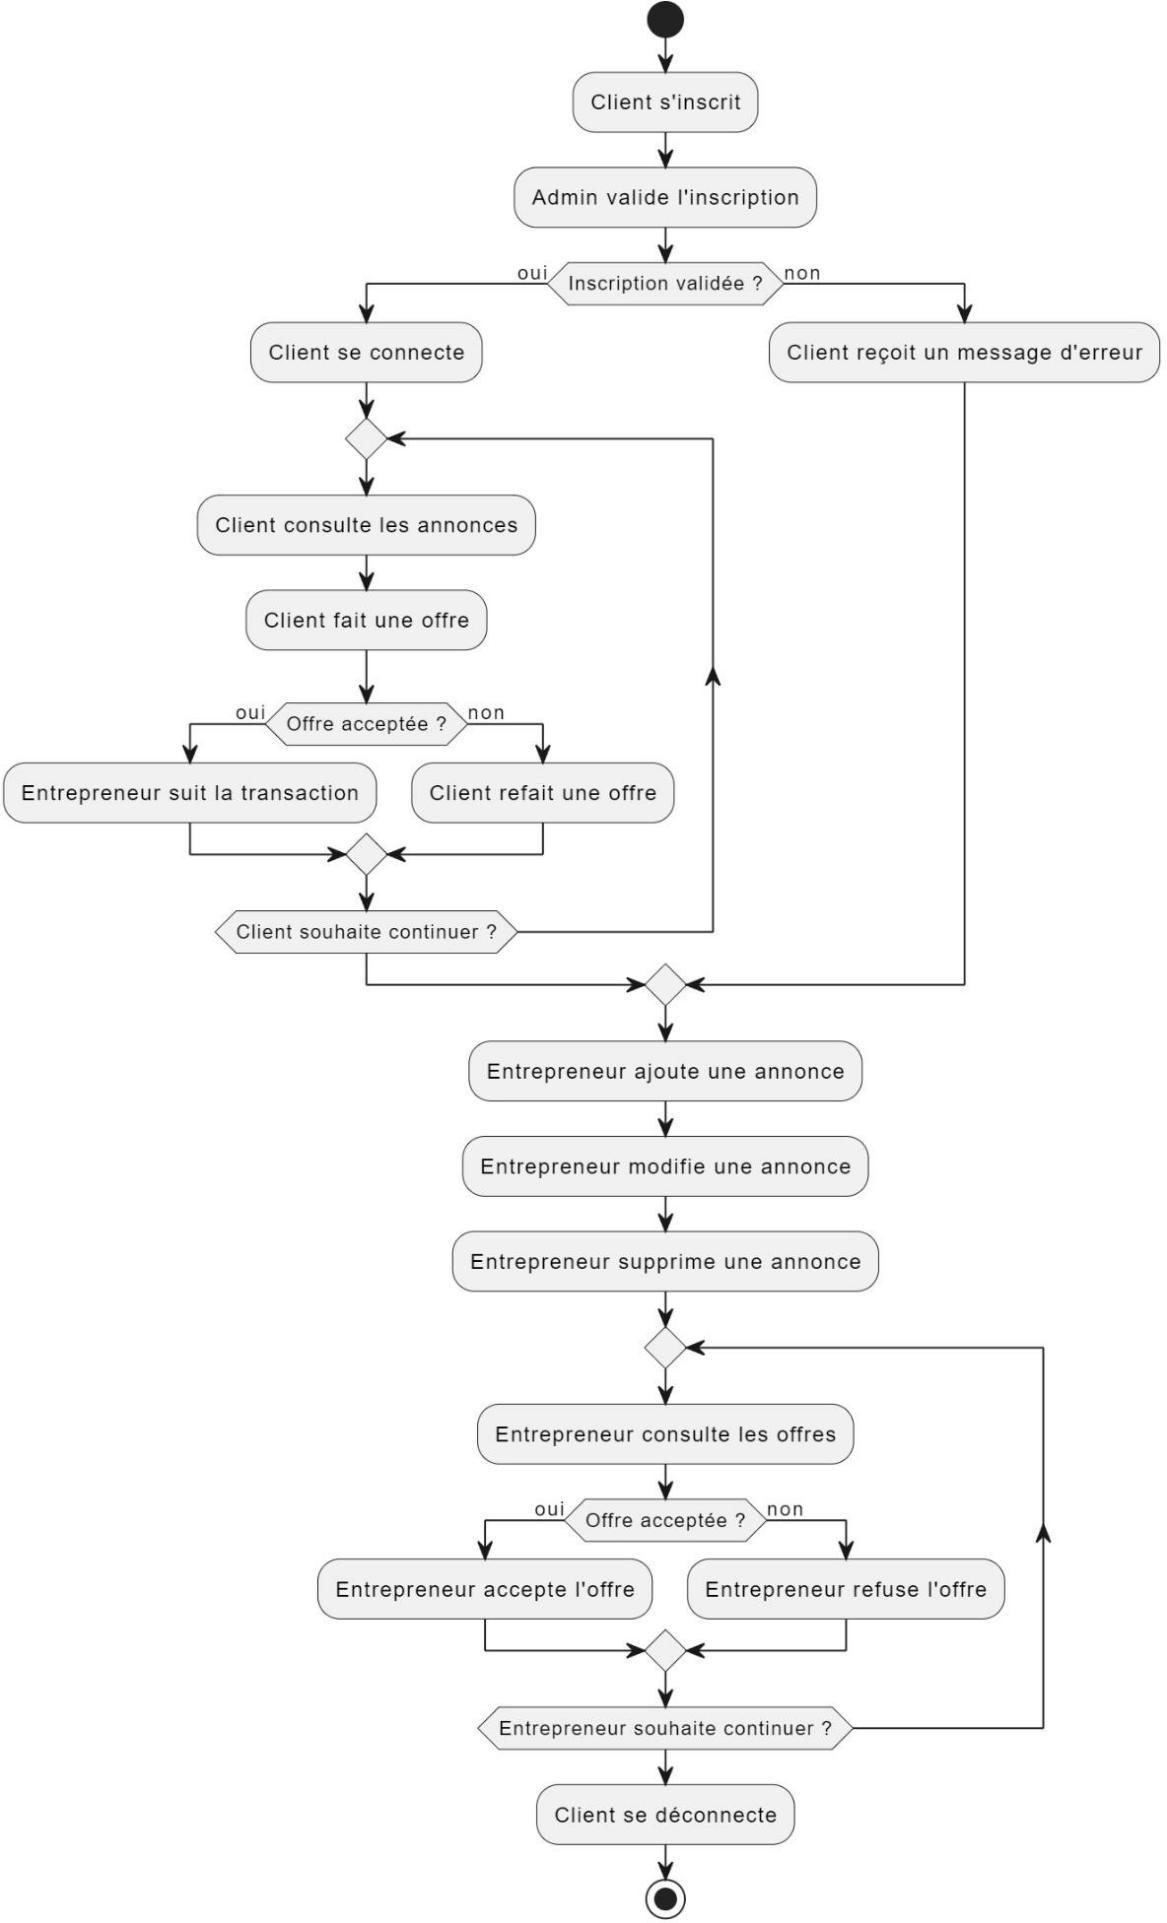 Client s'inscrit
Admin valide l'inscription
oui
Inscription validée ?
non
Client se connecte
Client reçoit un message d'erreur
Client consulte les annonces
Client fait une offre
oui
Offre acceptée ?
non
Entrepreneur suit la transaction
Client refait une offre
Client souhaite continuer ?
Entrepreneur ajoute une annonce
Entrepreneur modifie une annonce
Entrepreneur supprime une annonce
Entrepreneur consulte les offres
oui
Offre acceptée ?
non
Entrepreneur accepte l'offre
Entrepreneur refuse l'offre
Entrepreneur souhaite continuer ?
Client se déconnecte